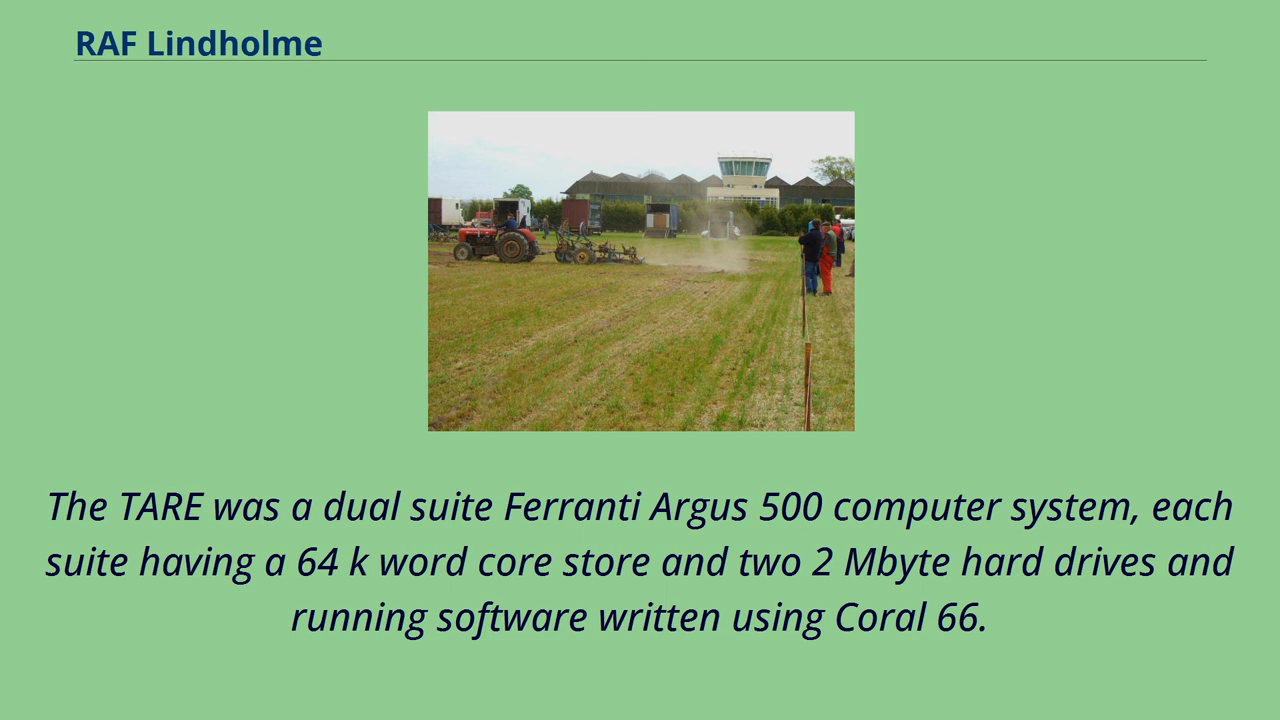 RAF Lindholme
The TARE was a dual suite Ferranti Argus 500 computer system, each
suite having a 64 k word core store and two 2 Mbyte hard drives and
running software written using Coral 66.